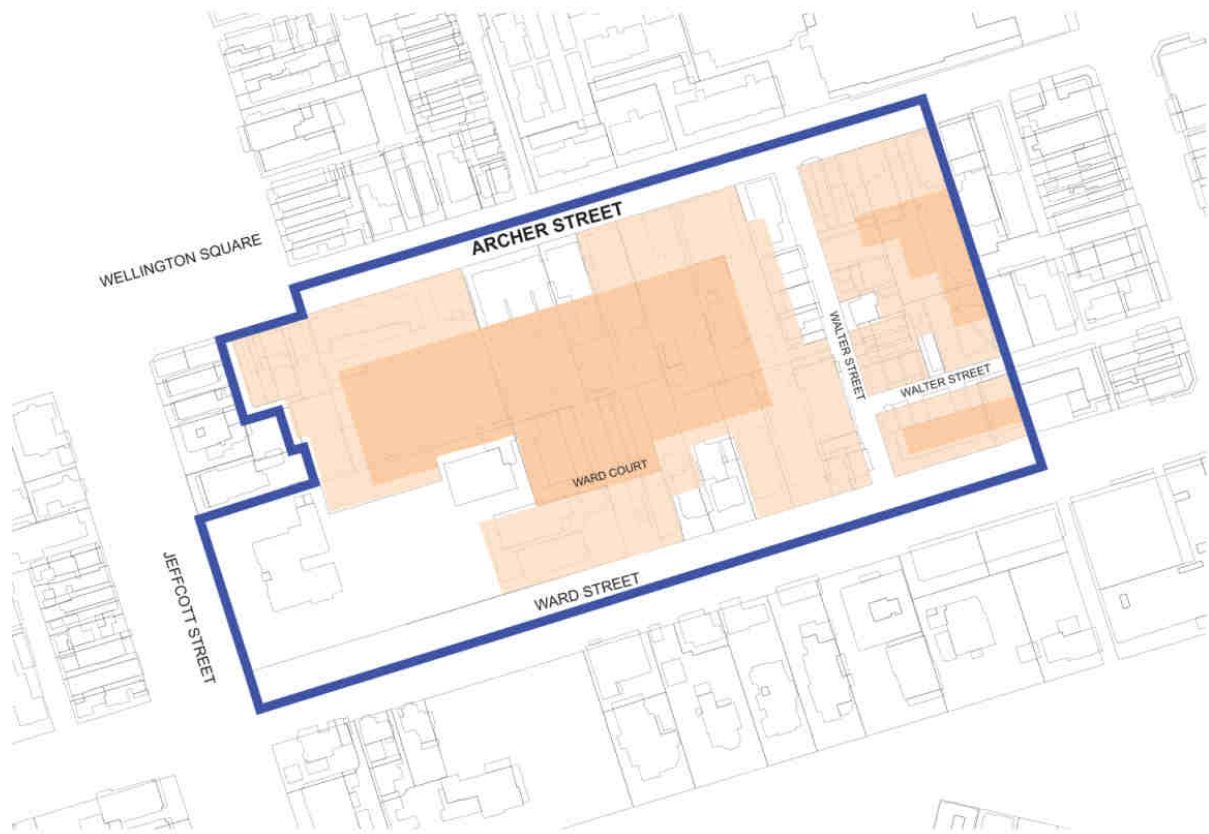 ARCHER STREET
WELLINGTON SQUARE
WALTER STREET
WALTER STREET
WARD COURT
JEFFCOTT STREET
WARD STREET